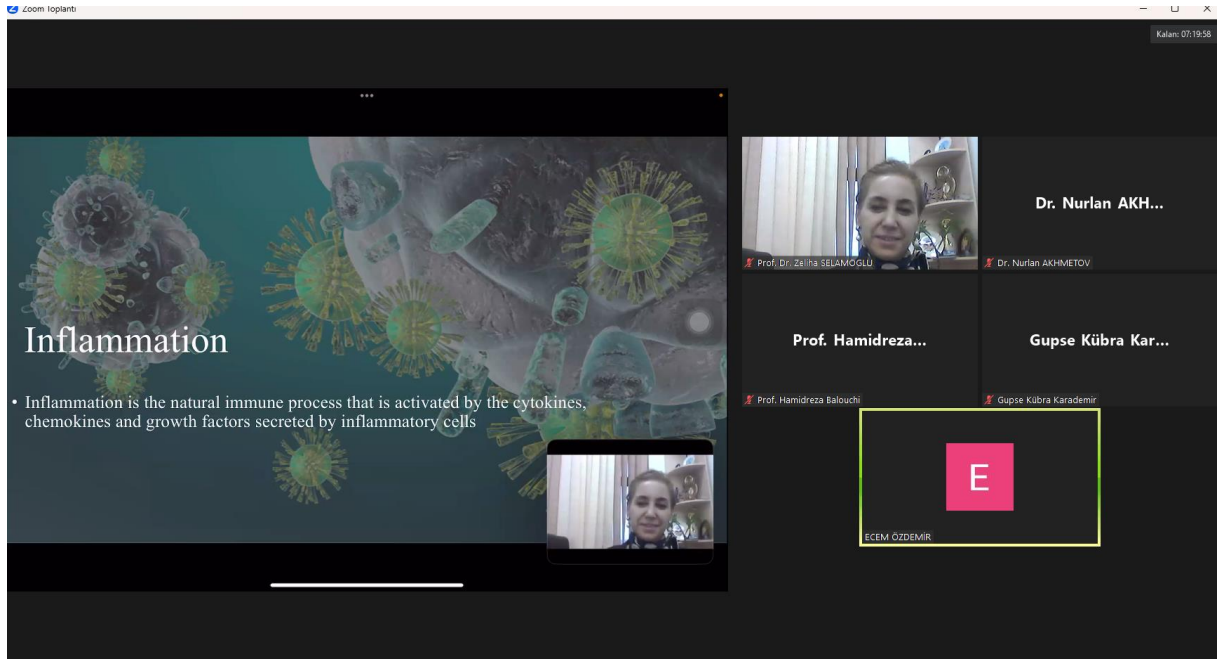 Zoom Toplantı
Kalan: 07:19:58
Inflammation
• Inflammation is the natural immune process that is activated by the cytokines,
chemokines and growth factors secreted by inflammatory cells
Prof. Dr. Zeliha SELAMOĞLU
Dr. Nurlan AKH...
Dr. Nurlan AKHMETOV
Prof. Hamidreza...
Prof. Hamidreza Balouchi
Gupse Kübra Kar...
Gupse Kübra Karademir
E
ECEM ÖZDEMİR